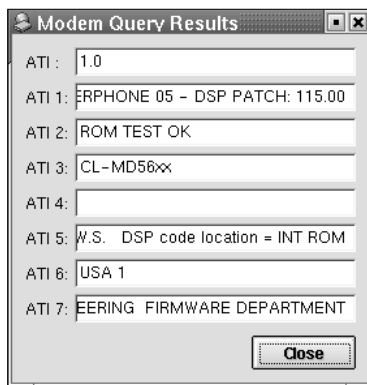 Modem Query Results
ATI : 1.0
ATI 1: ERPHONE 05 - DSP PATCH: 115.00
ATI 2: ROM TEST OK
ATI 3: CL-MD56xx
ATI 4:
ATI 5: W.S. DSP code location = INT ROM
ATI 6: USA 1
ATI 7: EERING FIRMWARE DEPARTMENT
Close